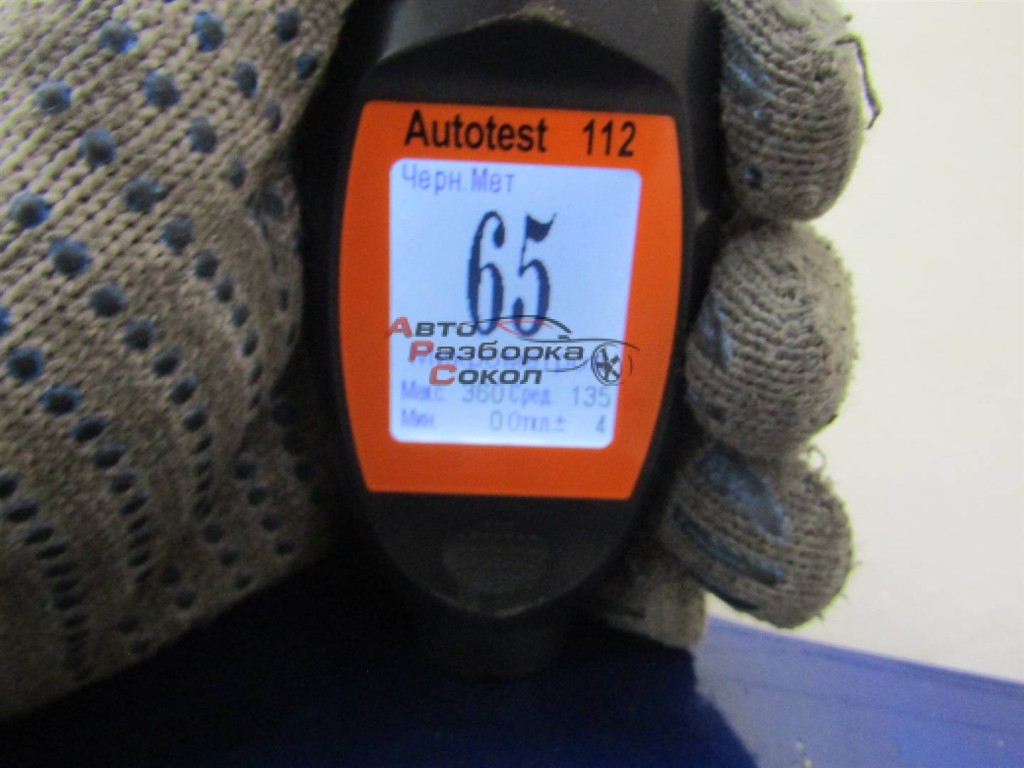 Autotest 112
Черн.Мет
65
Авто
Разборка
Сокол
Макс 360 Сред. 135
Мин 0 Откл.± 4